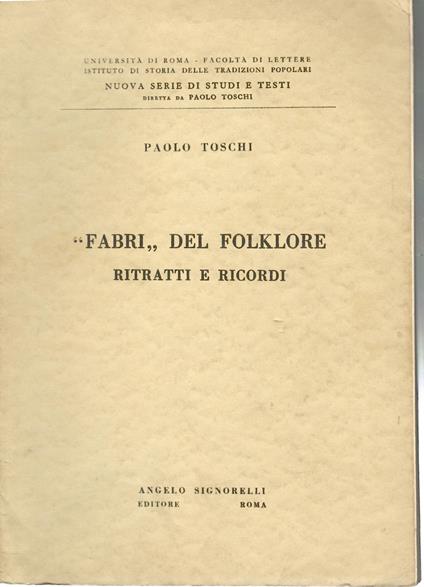 UNIVERSITÀ DI ROMA - FACOLTÀ DI LETTERE
ISTITUTO DI STORIA DELLE TRADIZIONI POPOLARI
NUOVA SERIE DI STUDI E TESTI
DIRETTA DA PAOLO TOSCHI
PAOLO TOSCHI
“FABRI„ DEL FOLKLORE
RITRATTI E RICORDI
ANGELO SIGNORELLI
EDITORE ROMA